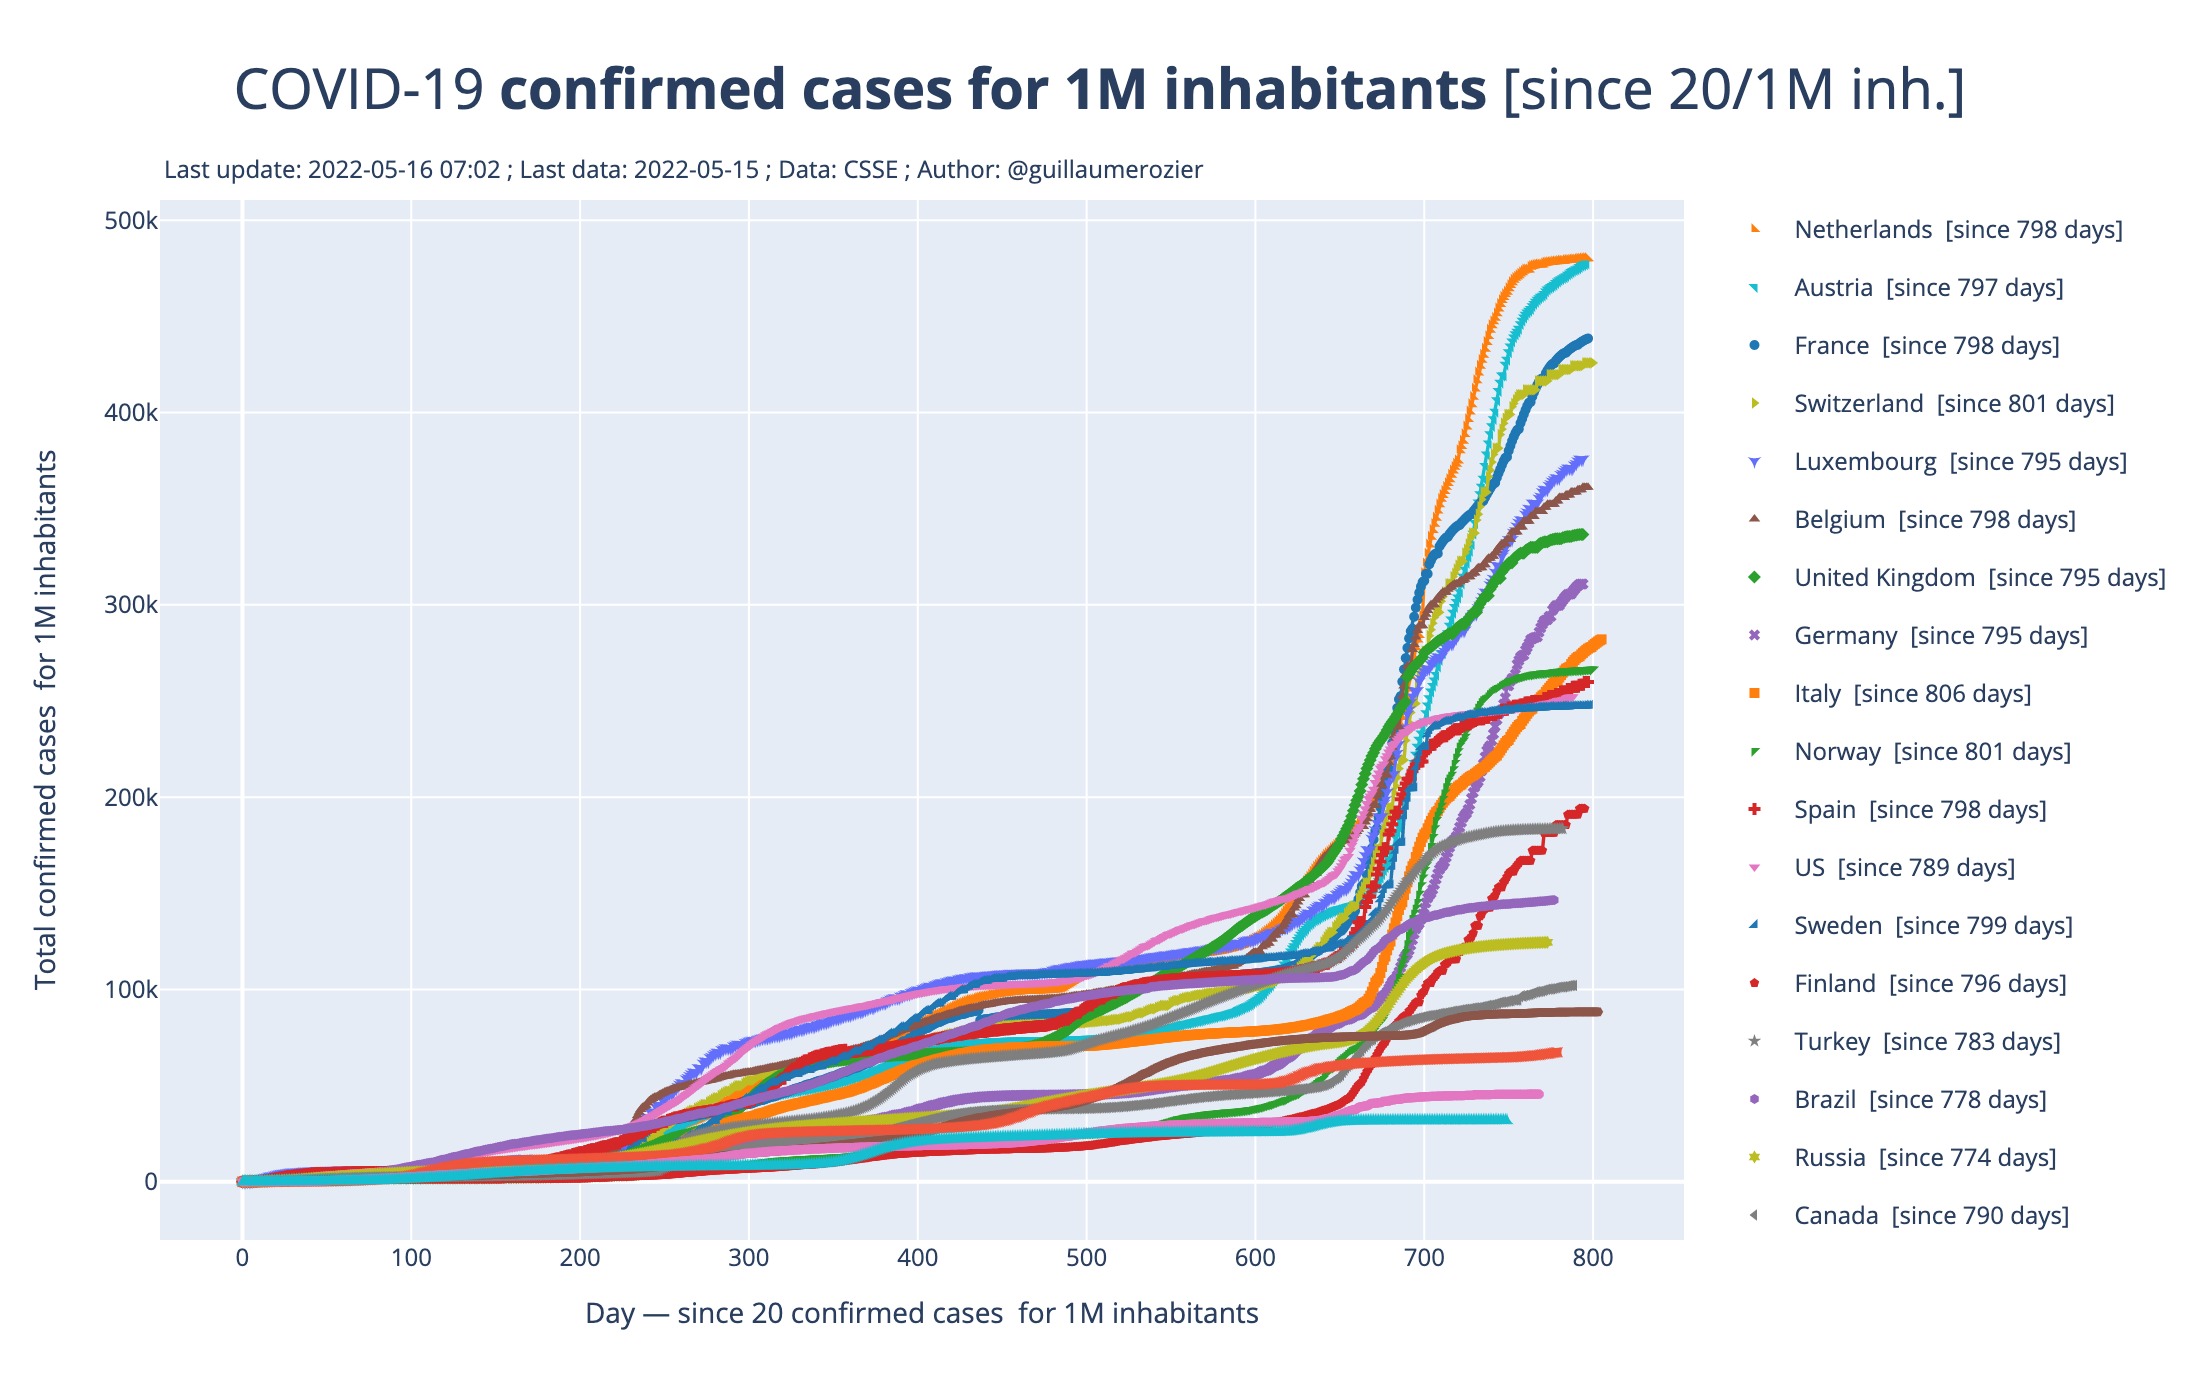 COVID-19 confirmed cases for 1M inhabitants [since 20/1M inh.]
Last update: 2022-05-16 07:02 ; Last data: 2022-05-15 ; Data: CSSE ; Author: @guillaumerozier
Total confirmed cases for 1M inhabitants
500k
400k
300k
200k
100k
0
0 100 200 300 400 500 600 700 800
Day — since 20 confirmed cases for 1M inhabitants
Netherlands [since 798 days]
Austria [since 797 days]
France [since 798 days]
Switzerland [since 801 days]
Luxembourg [since 795 days]
Belgium [since 798 days]
United Kingdom [since 795 days]
Germany [since 795 days]
Italy [since 806 days]
Norway [since 801 days]
Spain [since 798 days]
US [since 789 days]
Sweden [since 799 days]
Finland [since 796 days]
Turkey [since 783 days]
Brazil [since 778 days]
Russia [since 774 days]
Canada [since 790 days]